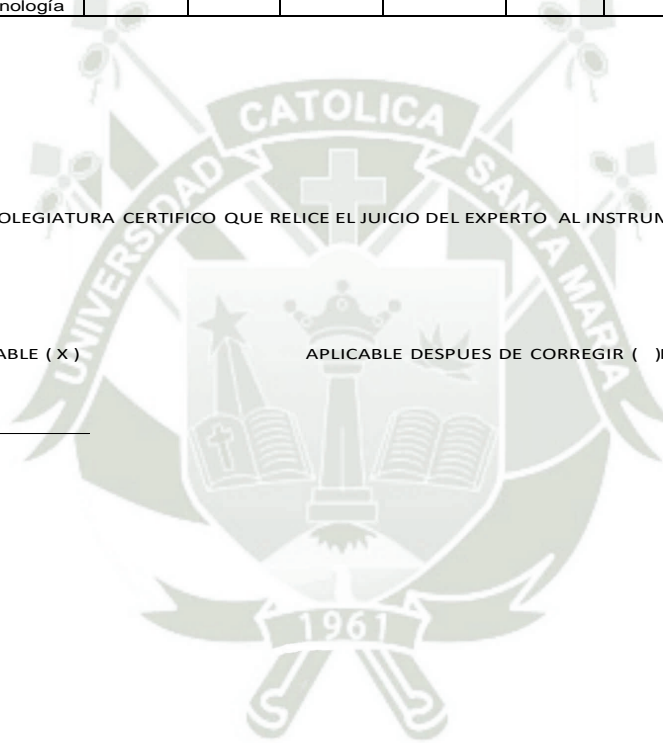 nología
CATOLICA
UNIVERSIDAD
SANTA MARIA
OLEGIATURA CERTIFICO QUE RELICE EL JUICIO DEL EXPERTO AL INSTRUM
ABLE ( X )
APLICABLE DESPUES DE CORREGIR ( )
1961